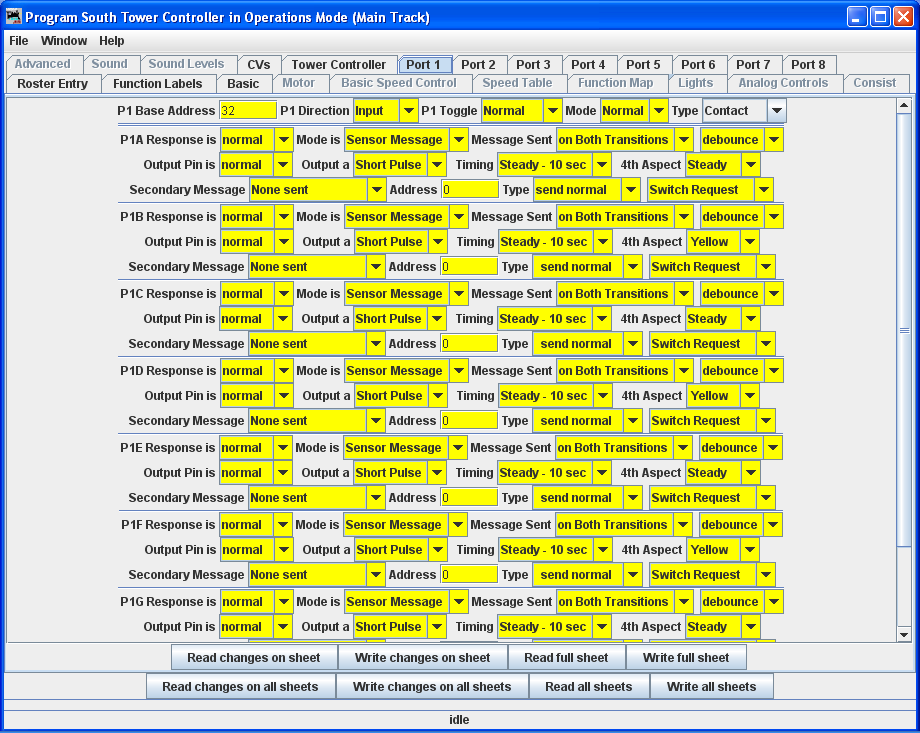 Program South Tower Controller in Operations Mode (Main Track)
File Window Help
Advanced Sound Sound Levels CVs Tower Controller Port 1 Port 2 Port 3 Port 4 Port 5 Port 6 Port 7 Port 8
Roster Entry Function Labels Basic Motor Basic Speed Control Speed Table Function Map Lights Analog Controls Consist
P1 Base Address 32 P1 Direction Input P1 Toggle Normal Mode Normal Type Contact
P1A Response is normal Mode is Sensor Message Message Sent on Both Transitions debounce
Output Pin is normal Output a Short Pulse Timing Steady - 10 sec 4th Aspect Steady
Secondary Message None sent Address 0 Type send normal Switch Request
P1B Response is normal Mode is Sensor Message Message Sent on Both Transitions debounce
Output Pin is normal Output a Short Pulse Timing Steady - 10 sec 4th Aspect Yellow
Secondary Message None sent Address 0 Type send normal Switch Request
P1C Response is normal Mode is Sensor Message Message Sent on Both Transitions debounce
Output Pin is normal Output a Short Pulse Timing Steady - 10 sec 4th Aspect Steady
Secondary Message None sent Address 0 Type send normal Switch Request
P1D Response is normal Mode is Sensor Message Message Sent on Both Transitions debounce
Output Pin is normal Output a Short Pulse Timing Steady - 10 sec 4th Aspect Yellow
Secondary Message None sent Address 0 Type send normal Switch Request
P1E Response is normal Mode is Sensor Message Message Sent on Both Transitions debounce
Output Pin is normal Output a Short Pulse Timing Steady - 10 sec 4th Aspect Steady
Secondary Message None sent Address 0 Type send normal Switch Request
P1F Response is normal Mode is Sensor Message Message Sent on Both Transitions debounce
Output Pin is normal Output a Short Pulse Timing Steady - 10 sec 4th Aspect Yellow
Secondary Message None sent Address 0 Type send normal Switch Request
P1G Response is normal Mode is Sensor Message Message Sent on Both Transitions debounce
Output Pin is normal Output a Short Pulse Timing Steady - 10 sec 4th Aspect Steady
Read changes on sheet Write changes on sheet Read full sheet Write full sheet
Read changes on all sheets Write changes on all sheets Read all sheets Write all sheets
idle